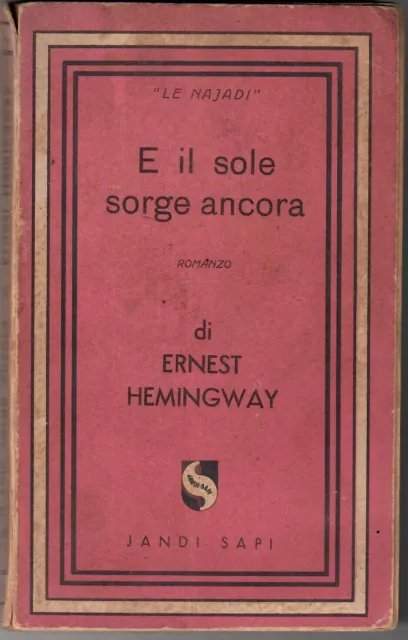 "LE NAJADI"
E il sole
sorge ancora
ROMANZO
di
ERNEST
HEMINGWAY
JANDI SAPI